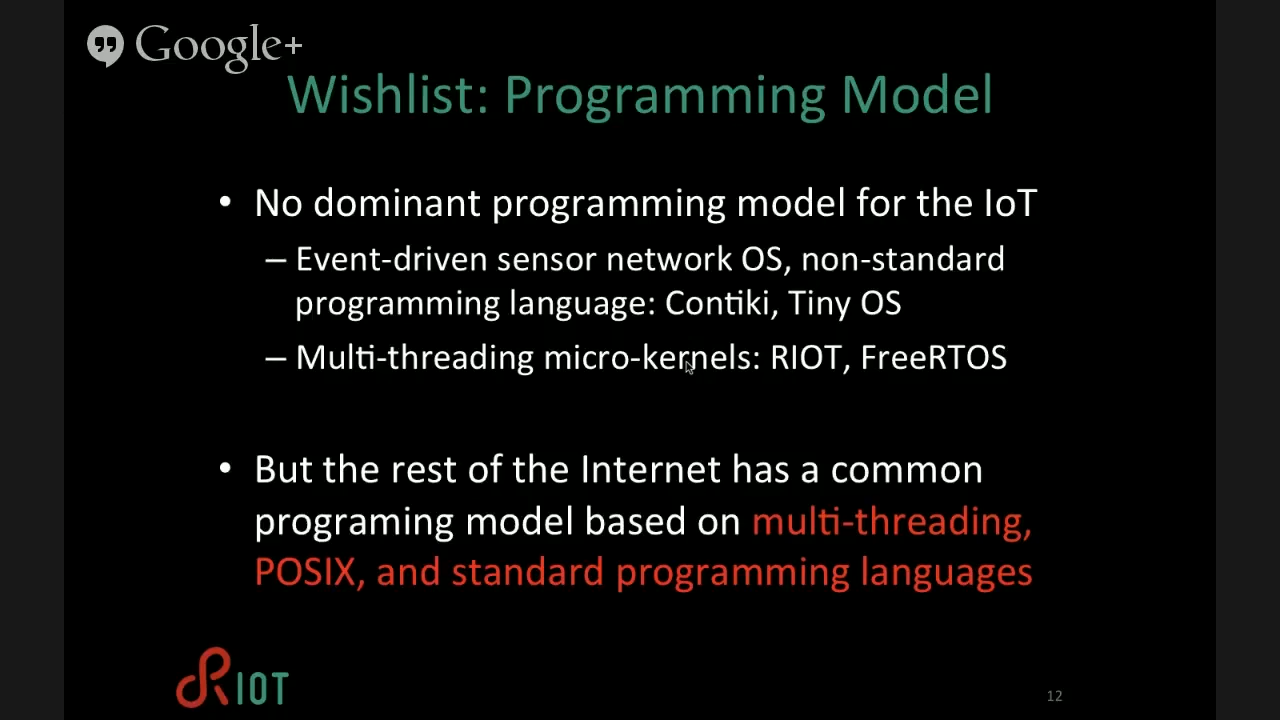 Google+
Wishlist: Programming Model
• No dominant programming model for the IoT
– Event-driven sensor network OS, non-standard
programming language: Contiki, Tiny OS
– Multi-threading micro-kernels: RIOT, FreeRTOS
• But the rest of the Internet has a common
programing model based on multi-threading,
POSIX, and standard programming languages
RIOT
12